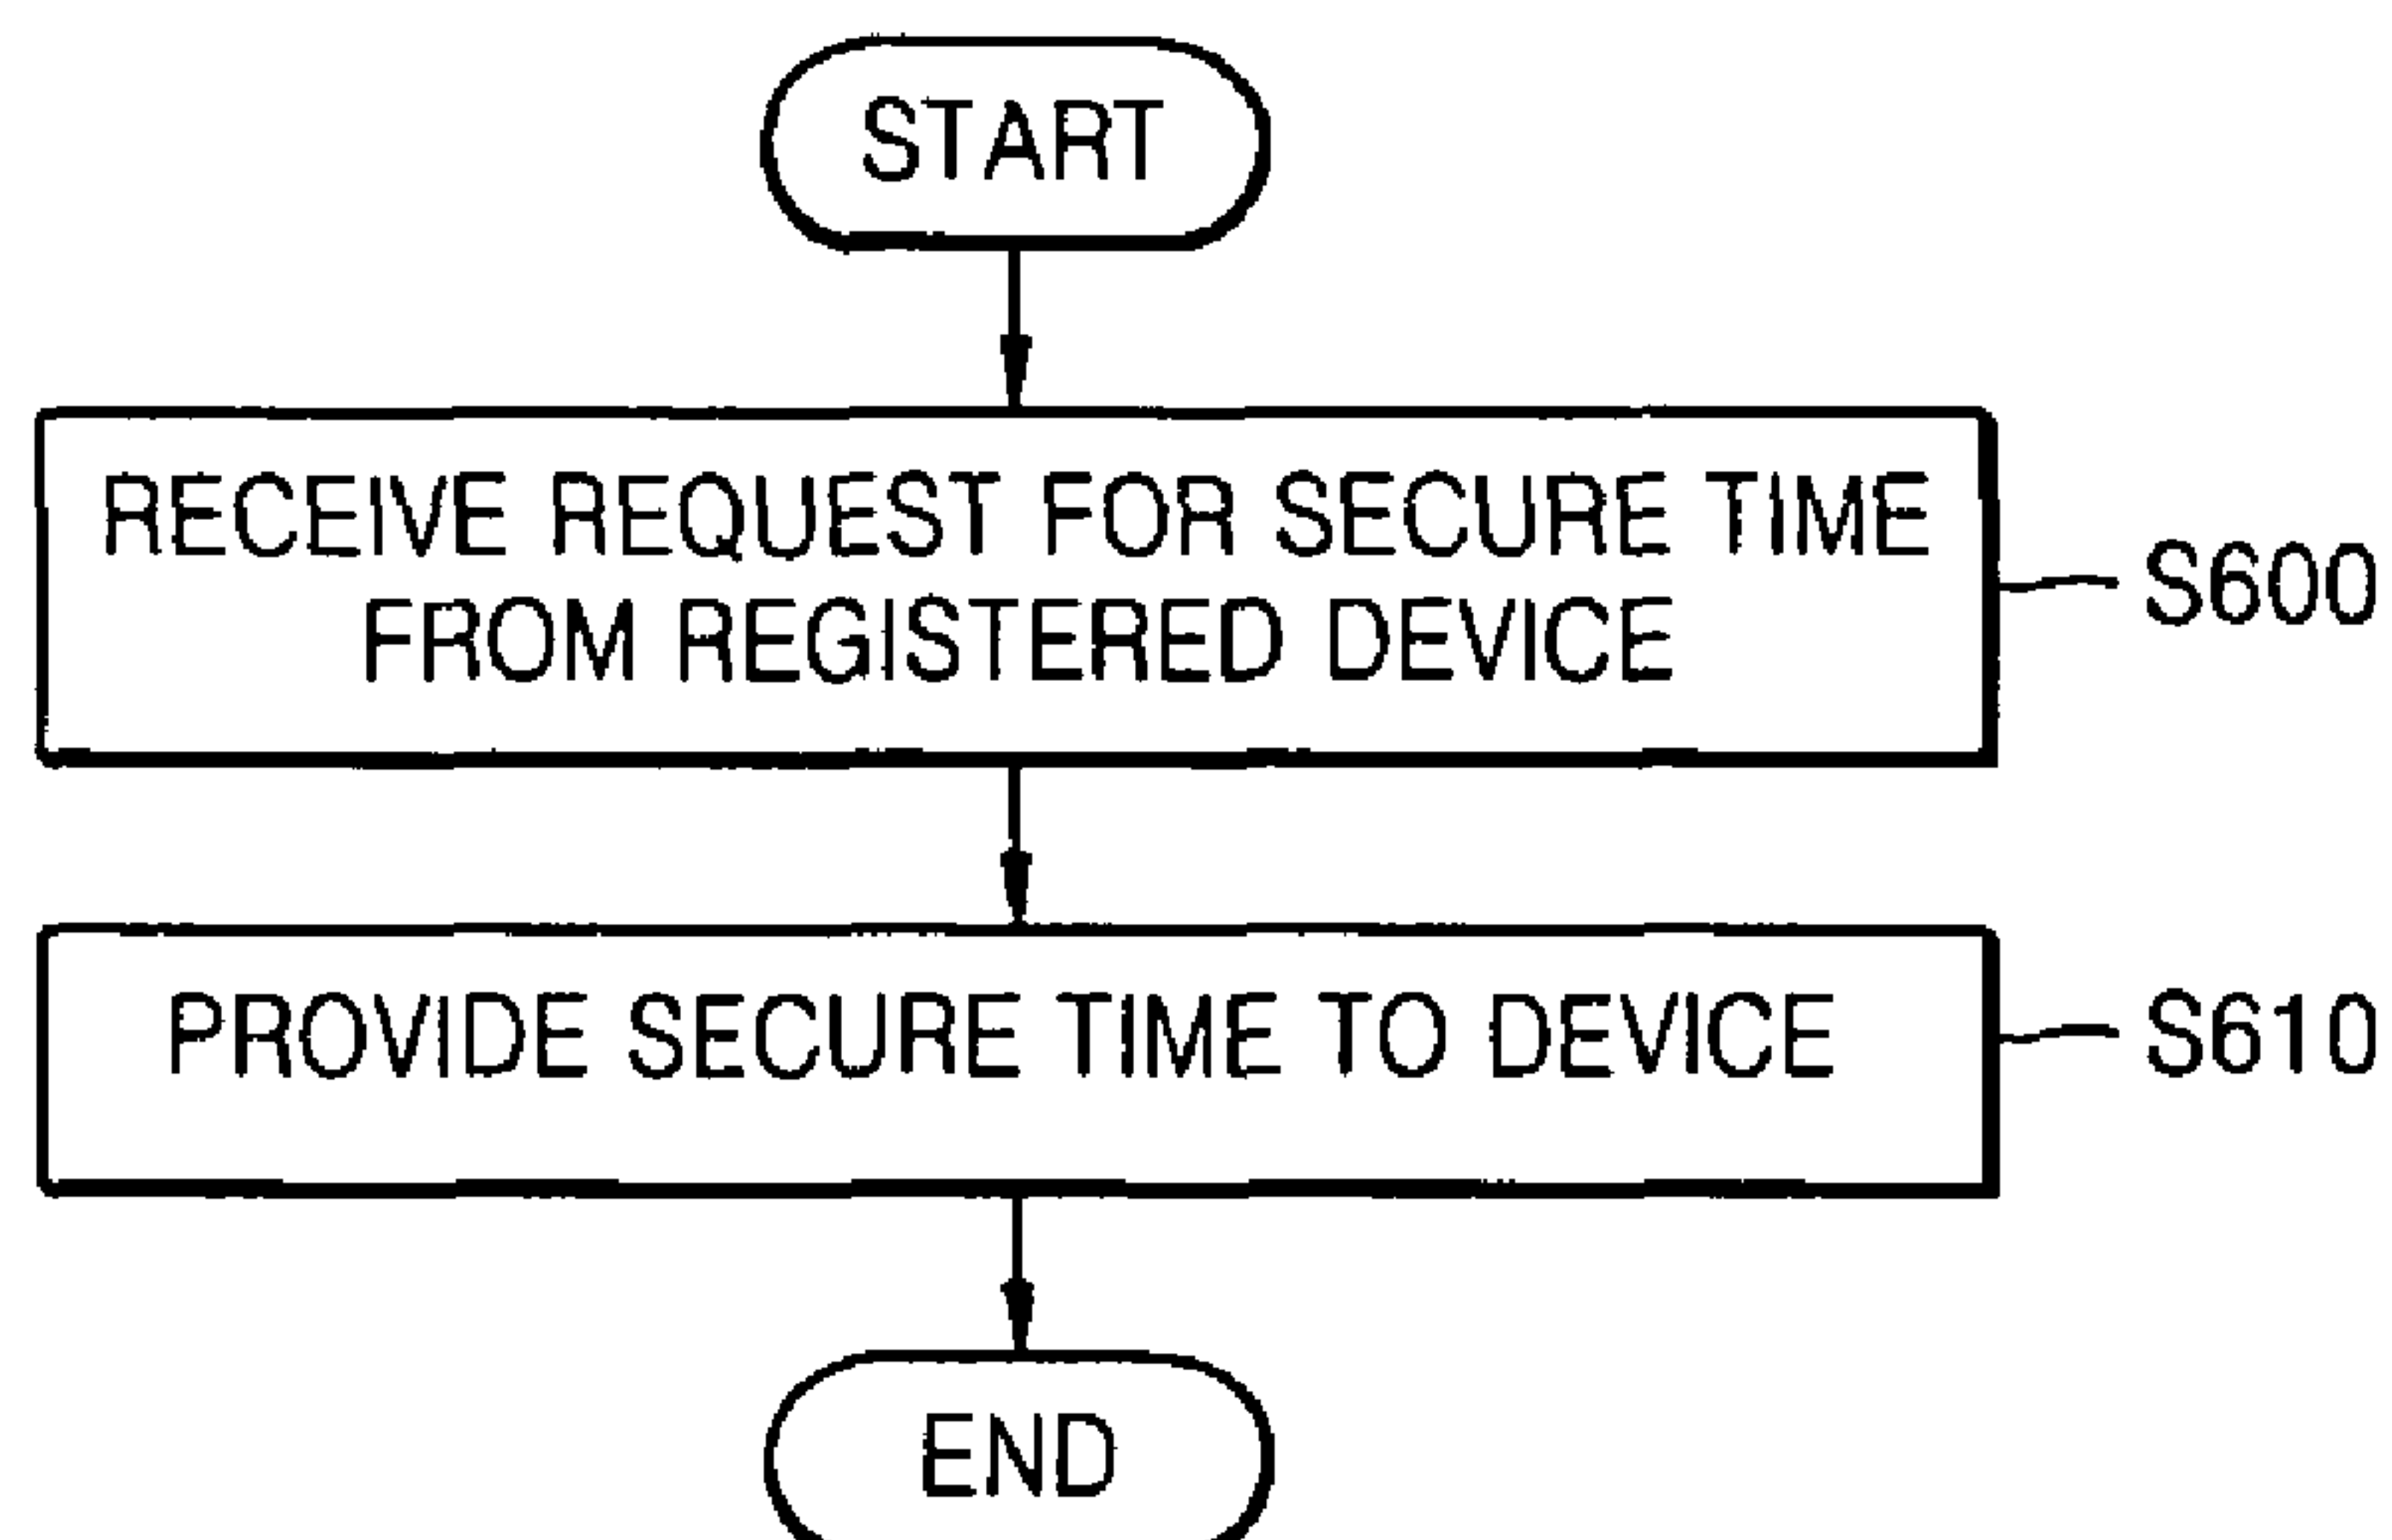 START
RECEIVE REQUEST FOR SECURE TIME
FROM REGISTERED DEVICE
S600
PROVIDE SECURE TIME TO DEVICE
S610
END